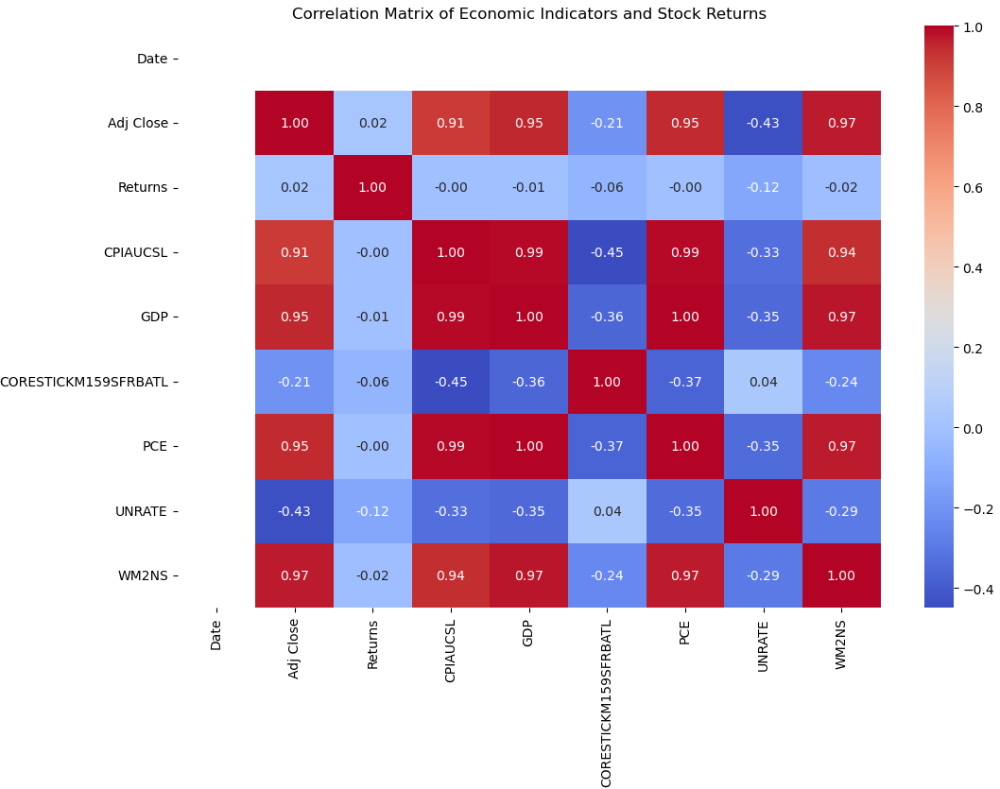 Correlation Matrix of Economic Indicators and Stock Returns
Date
Adj Close 1.00 0.02 0.91 0.95 -0.21 0.95 -0.43 0.97
Returns 0.02 1.00 -0.00 -0.01 -0.06 -0.00 -0.12 -0.02
CPIAUCSL 0.91 -0.00 1.00 0.99 -0.45 0.99 -0.33 0.94
GDP 0.95 -0.01 0.99 1.00 -0.36 1.00 -0.35 0.97
CORESTICKM159SFRBATL -0.21 -0.06 -0.45 -0.36 1.00 -0.37 0.04 -0.24
PCE 0.95 -0.00 0.99 1.00 -0.37 1.00 -0.35 0.97
UNRATE -0.43 -0.12 -0.33 -0.35 0.04 -0.35 1.00 -0.29
WM2NS 0.97 -0.02 0.94 0.97 -0.24 0.97 -0.29 1.00
Date
Adj Close
Returns
CPIAUCSL
GDP
CORESTICKM159SFRBATL
PCE
UNRATE
WM2NS
1.0
0.8
0.6
0.4
0.2
0.0
−0.2
−0.4